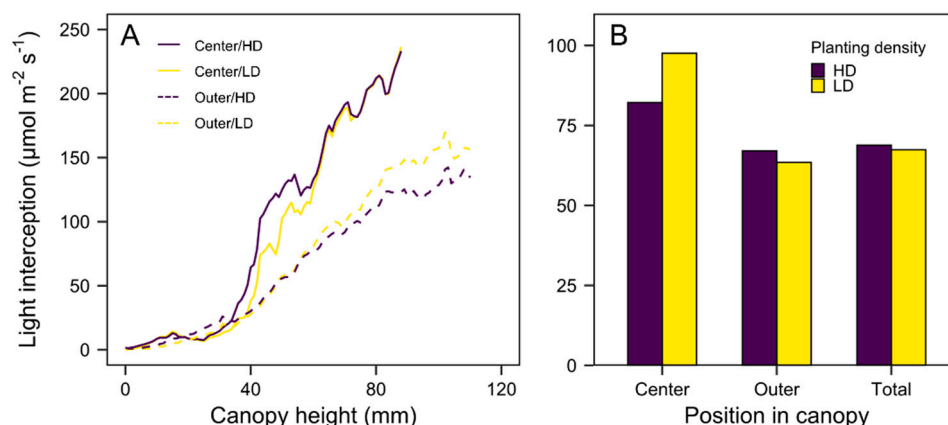 A
Center/HD
Center/LD
Outer/HD
Outer/LD
Light interception (µmol m⁻² s⁻¹)
250
200
150
100
50
0
0 40 80 120
Canopy height (mm)
B
Planting density
HD
LD
100
75
50
25
0
Center Outer Total
Position in canopy